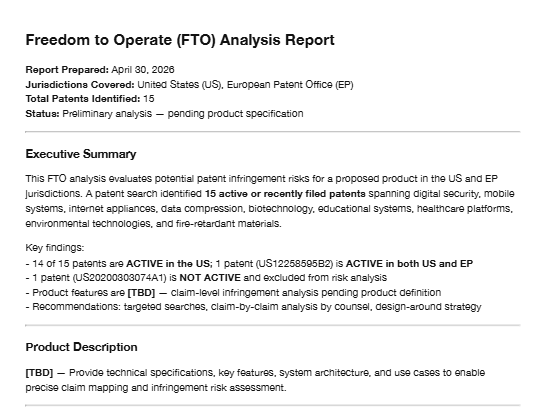 Freedom to Operate (FTO) Analysis Report
Report Prepared: April 30, 2026
Jurisdictions Covered: United States (US), European Patent Office (EP)
Total Patents Identified: 15
Status: Preliminary analysis — pending product specification
Executive Summary
This FTO analysis evaluates potential patent infringement risks for a proposed product in the US and EP
jurisdictions. A patent search identified 15 active or recently filed patents spanning digital security, mobile
systems, internet appliances, data compression, biotechnology, educational systems, healthcare platforms,
environmental technologies, and fire-retardant materials.
Key findings:
- 14 of 15 patents are ACTIVE in the US; 1 patent (US12258595B2) is ACTIVE in both US and EP
- 1 patent (US20200303074A1) is NOT ACTIVE and excluded from risk analysis
- Product features are [TBD] — claim-level infringement analysis pending product definition
- Recommendations: targeted searches, claim-by-claim analysis by counsel, design-around strategy
Product Description
[TBD] — Provide technical specifications, key features, system architecture, and use cases to enable
precise claim mapping and infringement risk assessment.